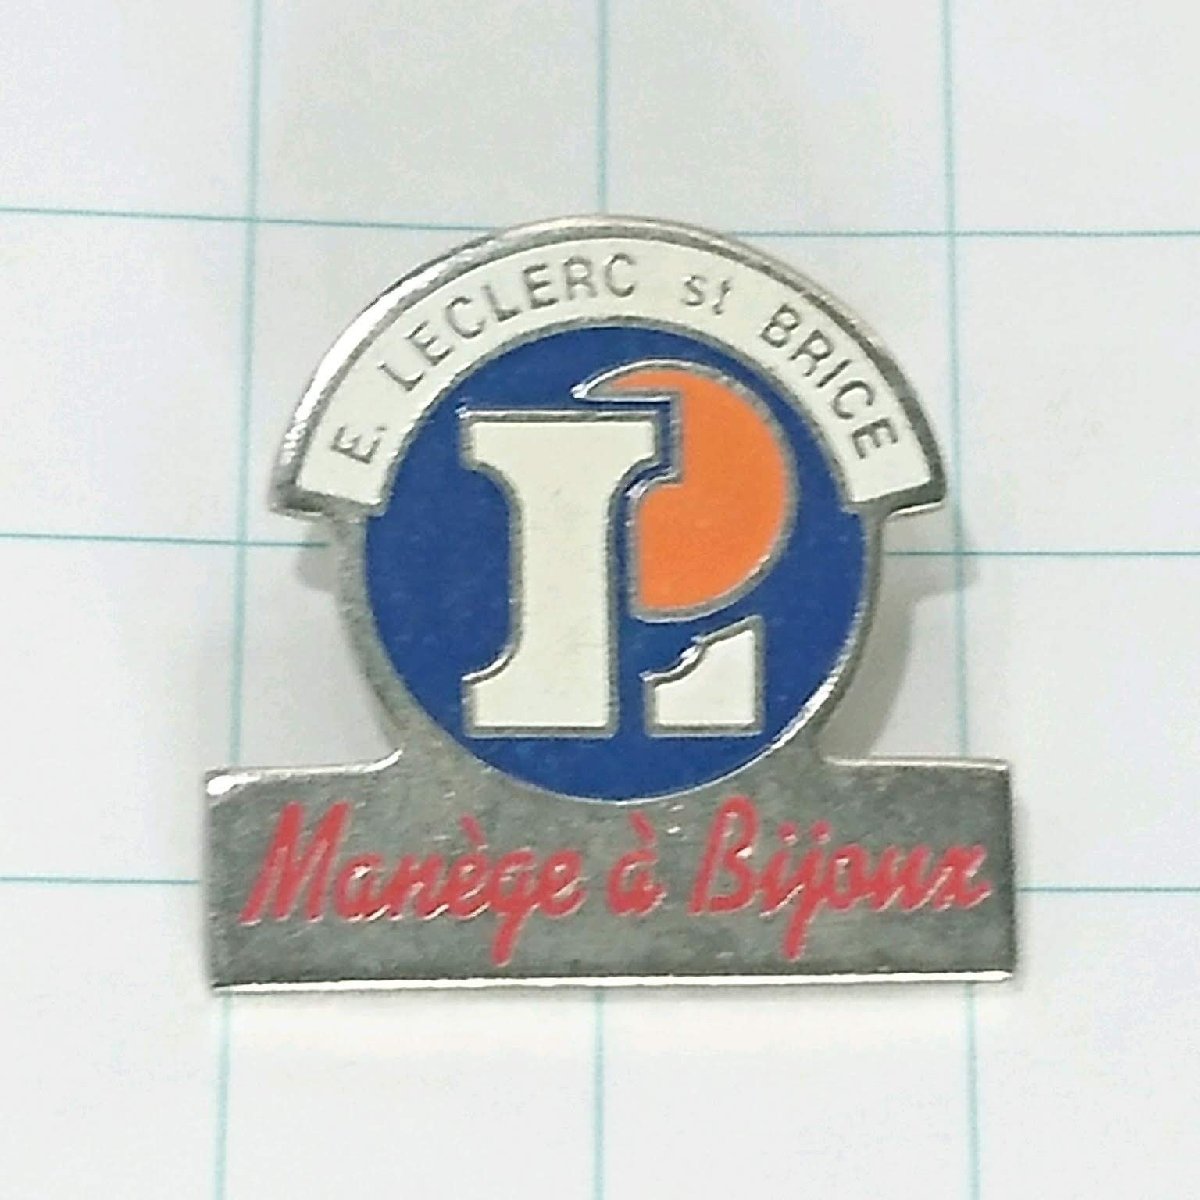 E. LECLERC st BRICE
L
Manège à Bijoux